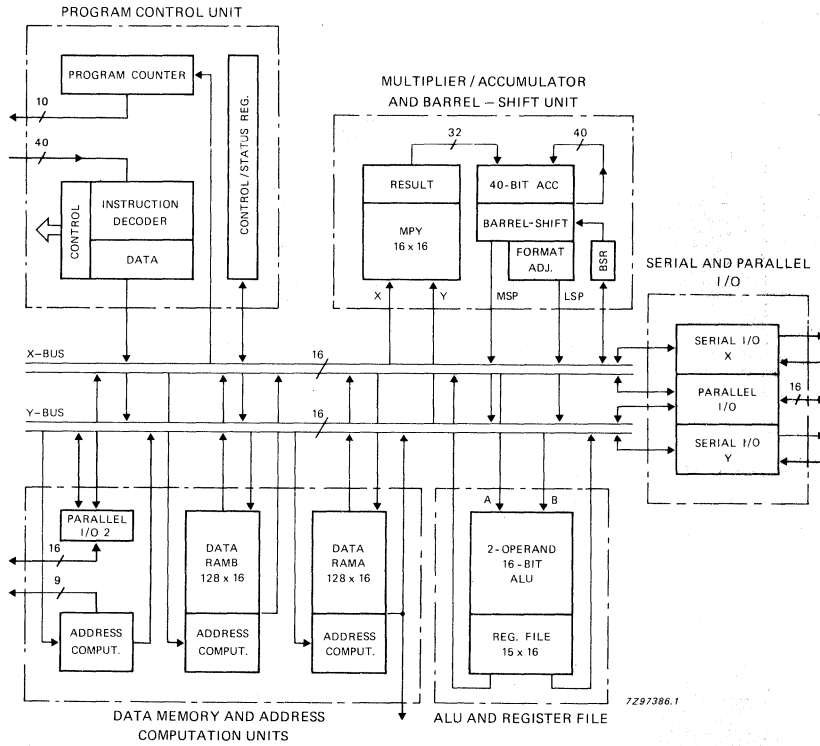 PROGRAM CONTROL UNIT
PROGRAM COUNTER
10
40
CONTROL
INSTRUCTION
DECODER
DATA
CONTROL/STATUS REG.
MULTIPLIER/ACCUMULATOR
AND BARREL – SHIFT UNIT
32
40
RESULT
MPY
16 x 16
40-BIT ACC
BARREL-SHIFT
FORMAT
ADJ.
BSR
X
Y
MSP
LSP
SERIAL AND PARALLEL
I/O
SERIAL I/O
X
PARALLEL
I/O
16
SERIAL I/O
Y
X-BUS
16
Y-BUS
16
PARALLEL
I/O 2
16
9
ADDRESS
COMPUT.
DATA
RAMB
128 x 16
ADDRESS
COMPUT.
DATA
RAMA
128 x 16
ADDRESS
COMPUT.
A
B
2-OPERAND
16-BIT
ALU
REG. FILE
15 x 16
DATA MEMORY AND ADDRESS
COMPUTATION UNITS
ALU AND REGISTER FILE
7Z97386.1